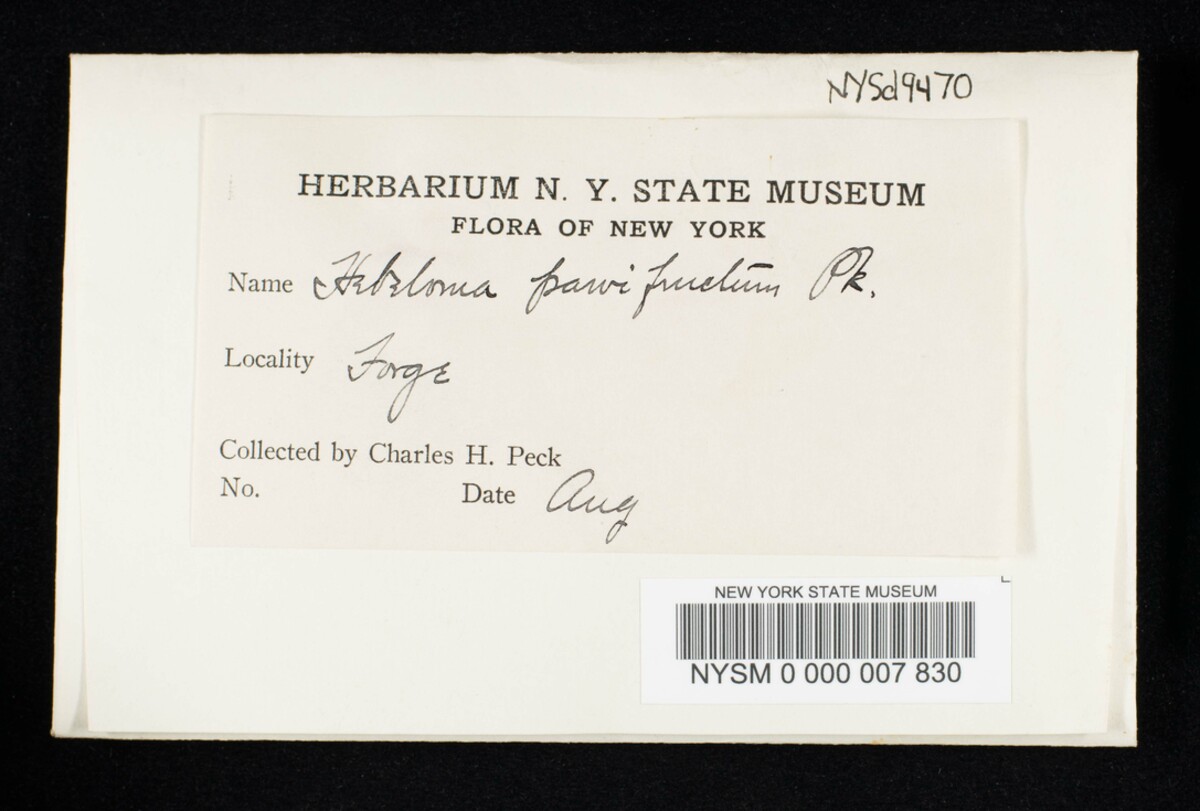 NYSd9470
HERBARIUM N. Y. STATE MUSEUM
FLORA OF NEW YORK
Name Hebeloma parvifructum Pk.
Locality Forge
Collected by Charles H. Peck
No. Date Aug
NEW YORK STATE MUSEUM
NYSM 0 000 007 830